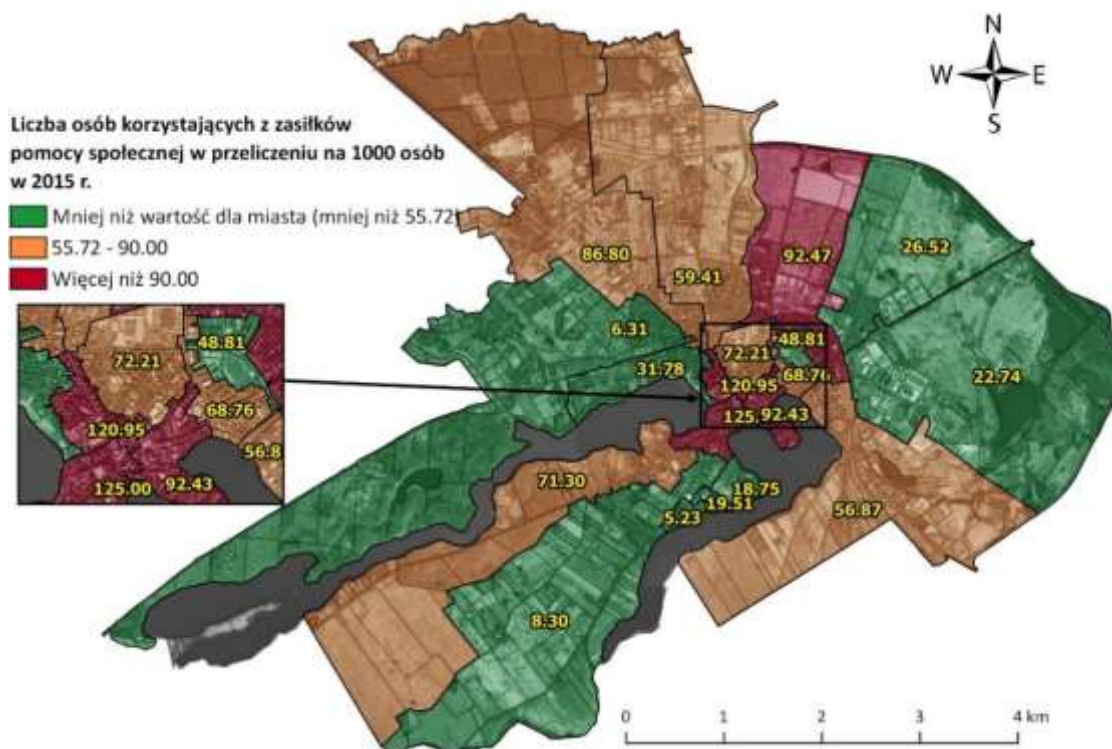 N
W E
S
Liczba osób korzystających z zasiłków
pomocy społecznej w przeliczeniu na 1000 osób
w 2015 r.
Mniej niż wartość dla miasta (mniej niż 55.72)
55.72 - 90.00
Więcej niż 90.00
86.80
59.41
92.47
26.52
6.31
31.78
72.21
48.81
68.76
120.95
125.
92.43
22.74
72.21
48.81
68.76
120.95
56.8
125.00
92.43
71.30
18.75
19.51
5.23
56.87
8.30
0 1 2 3 4 km